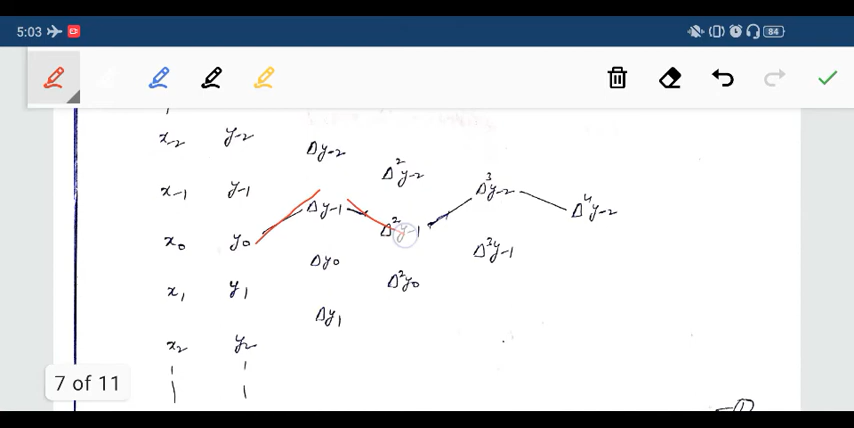 5:03 84
x-2 y-2 Δy-2
Δ²y-2
x-1 y-1 Δ³y-2
Δy-1 Δ⁴y-2
x0 y0 Δ²y-1
Δy0 Δ³y-1
x1 y1 Δ²y0
Δy1
x2 y2
7 of 11
1